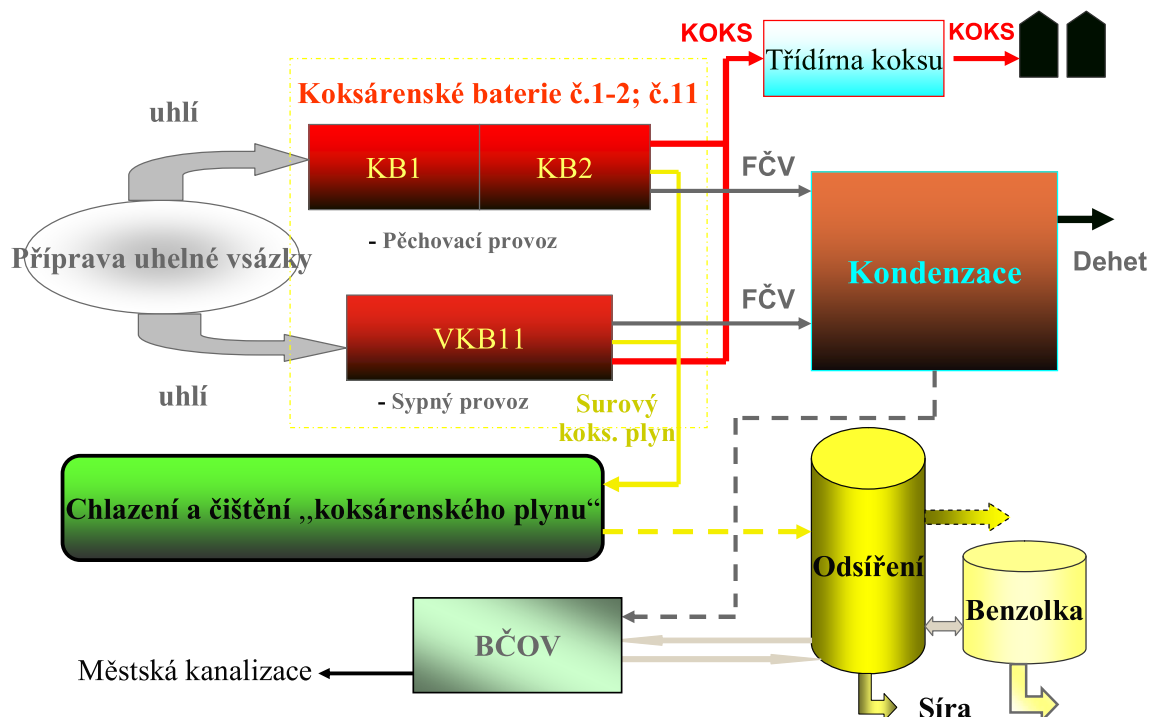 KOKS
KOKS
Třídírna koksu
Koksárenské baterie č.1-2; č.11
uhlí
KB1
KB2
FČV
- Pěchovací provoz
Příprava uhelné vsázky
Kondenzace
Dehet
FČV
VKB11
uhlí
- Sypný provoz
Surový
koks. plyn
Chlazení a čištění „koksárenského plynu“
Odsíření
Benzolka
BČOV
Městská kanalizace
Síra